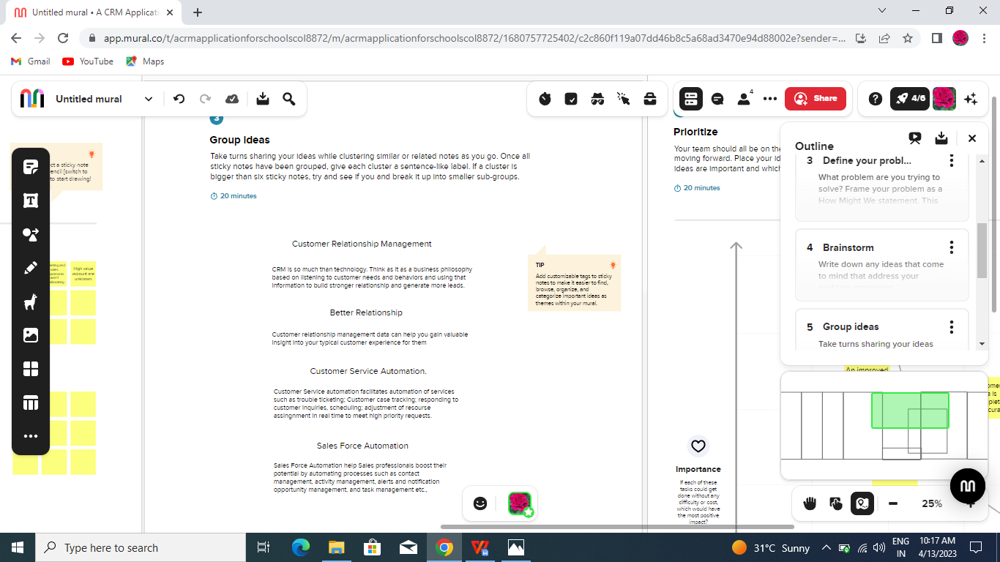 Untitled mural • A CRM Applicati
app.mural.co/t/acrmapplicationforschoolscol8872/m/acrmapplicationforschoolscol8872/1680757725402/c2c860f119a07dd46b8c5a68ad3470e94d88002e?sender=...
Gmail
YouTube
Maps
Untitled mural
4
Share
4/6
3
Group ideas
Take turns sharing your ideas while clustering similar or related notes as you go. Once all
sticky notes have been grouped, give each cluster a sentence-like label. If a cluster is
bigger than six sticky notes, try and see if you and break it up into smaller sub-groups.
20 minutes
ect a sticky note
encil [switch to
to start drawing!
High value
account are
unknown
Customer Relationship Management
CRM is so much than technology. Think as it as a business philosophy
based on listening to customer needs and behaviors and using that
information to build stronger relationship and generate more leads.
Better Relationship
Customer relationship management data can help you gain valuable
insight into your typical customer experience for them
Customer Service Automation.
Customer Service automation facilitates automation of services
such as trouble ticketing; Customer case tracking; responding to
customer inquiries, scheduling; adjustment of resourse
assingnment in real time to meet high priority requests.
Sales Force Automation
Sales Force Automation help Sales professionals boost their
potential by automating processes such as contact
management, activity management, alerts and notification
opportunity management, and task management etc.,
TIP
Add customizable tags to sticky
notes to make it easier to find,
browse, organize, and
categorize important ideas as
themes within your mural.
Prioritize
Your team should all be on the
moving forward. Place your id
ideas are important and which
20 minutes
Importance
If each of these
tasks could get
done without any
difficulty or cost,
which would have
the most positive
impact?
Outline
3 Define your probl...
What problem are you trying to
solve? Frame your problem as a
How Might We statement. This
4 Brainstorm
Write down any ideas that come
to mind that address your
5 Group ideas
Take turns sharing your ideas
An improved
25%
Type here to search
31°C Sunny
ENG
IN
10:17 AM
4/13/2023